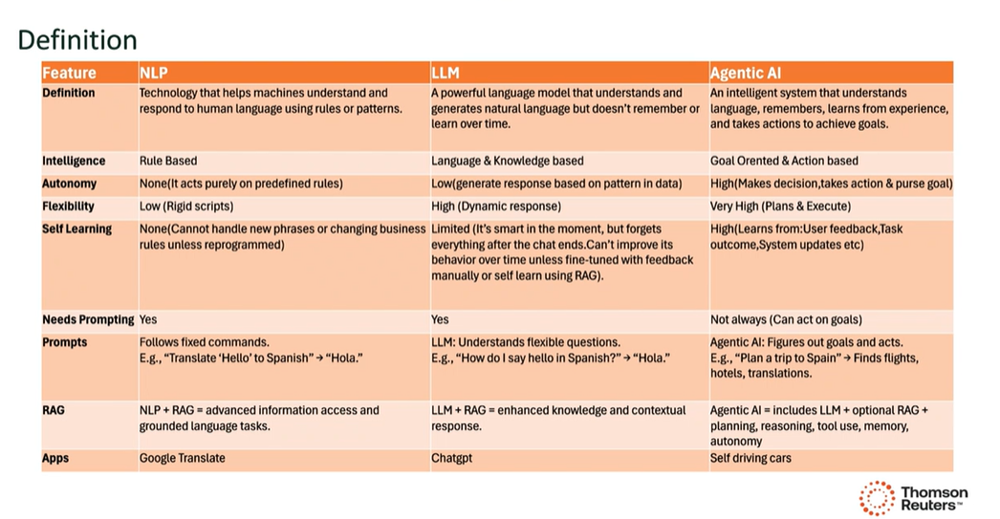 Definition
Feature NLP LLM Agentic AI
Definition
Technology that helps machines understand and
respond to human language using rules or patterns.
A powerful language model that understands and
generates natural language but doesn't remember or
learn over time.
An intelligent system that understands
language, remembers, learns from experience,
and takes actions to achieve goals.
Intelligence
Rule Based
Language & Knowledge based
Goal Orented & Action based
Autonomy
None(It acts purely on predefined rules)
Low(generate response based on pattern in data)
High(Makes decision,takes action & purse goal)
Flexibility
Low (Rigid scripts)
High (Dynamic response)
Very High (Plans & Execute)
Self Learning
None(Cannot handle new phrases or changing business
rules unless reprogrammed)
Limited (It's smart in the moment, but forgets
everything after the chat ends.Can't improve its
behavior over time unless fine-tuned with feedback
manually or self learn using RAG).
High(Learns from:User feedback,Task
outcome,System updates etc)
Needs Prompting
Yes
Yes
Not always (Can act on goals)
Prompts
Follows fixed commands.
E.g., "Translate 'Hello' to Spanish" → "Hola."
LLM: Understands flexible questions.
E.g., "How do I say hello in Spanish?" → "Hola."
Agentic AI: Figures out goals and acts.
E.g., "Plan a trip to Spain" → Finds flights,
hotels, translations.
RAG
NLP + RAG = advanced information access and
grounded language tasks.
LLM + RAG = enhanced knowledge and contextual
response.
Agentic AI = includes LLM + optional RAG +
planning, reasoning, tool use, memory,
autonomy
Apps
Google Translate
Chatgpt
Self driving cars
Thomson
Reuters™